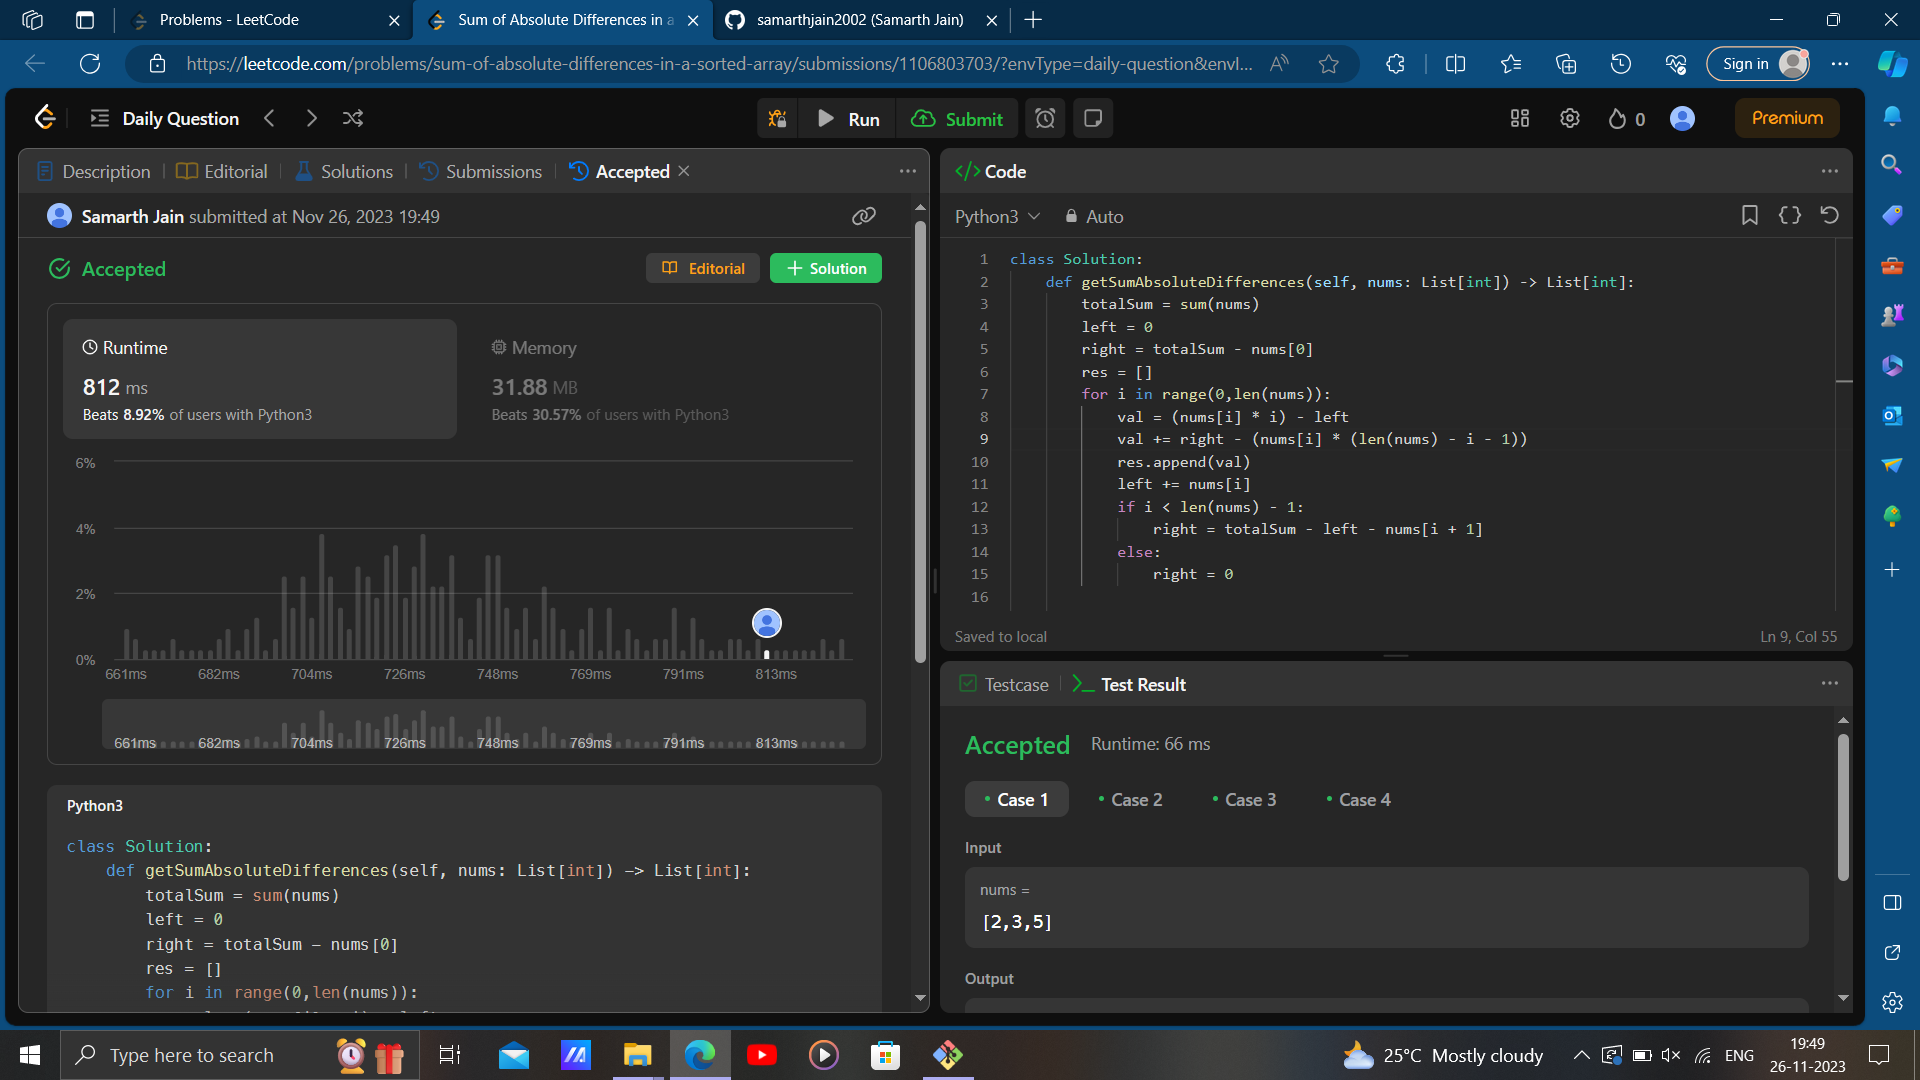 Problems - LeetCode
Sum of Absolute Differences in a
samarthjain2002 (Samarth Jain)
https://leetcode.com/problems/sum-of-absolute-differences-in-a-sorted-array/submissions/1106803703/?envType=daily-question&envI...
Sign in
Daily Question
Run
Submit
0
Premium
Description
Editorial
Solutions
Submissions
Accepted
Samarth Jain submitted at Nov 26, 2023 19:49
Accepted
Editorial
Solution
Runtime
812 ms
Beats 8.92% of users with Python3
Memory
31.88 MB
Beats 30.57% of users with Python3
6%
4%
2%
0%
661ms 682ms 704ms 726ms 748ms 769ms 791ms 813ms
661ms 682ms 704ms 726ms 748ms 769ms 791ms 813ms
Python3
class Solution:
def getSumAbsoluteDifferences(self, nums: List[int]) -> List[int]:
totalSum = sum(nums)
left = 0
right = totalSum - nums[0]
res = []
for i in range(0,len(nums)):
</> Code
Python3
Auto
1 class Solution:
2 def getSumAbsoluteDifferences(self, nums: List[int]) -> List[int]:
3 totalSum = sum(nums)
4 left = 0
5 right = totalSum - nums[0]
6 res = []
7 for i in range(0,len(nums)):
8 val = (nums[i] * i) - left
9 val += right - (nums[i] * (len(nums) - i - 1))
10 res.append(val)
11 left += nums[i]
12 if i < len(nums) - 1:
13 right = totalSum - left - nums[i + 1]
14 else:
15 right = 0
16
Saved to local
Ln 9, Col 55
Testcase
Test Result
Accepted
Runtime: 66 ms
Case 1
Case 2
Case 3
Case 4
Input
nums =
[2,3,5]
Output
Type here to search
25°C Mostly cloudy
ENG
19:49
26-11-2023